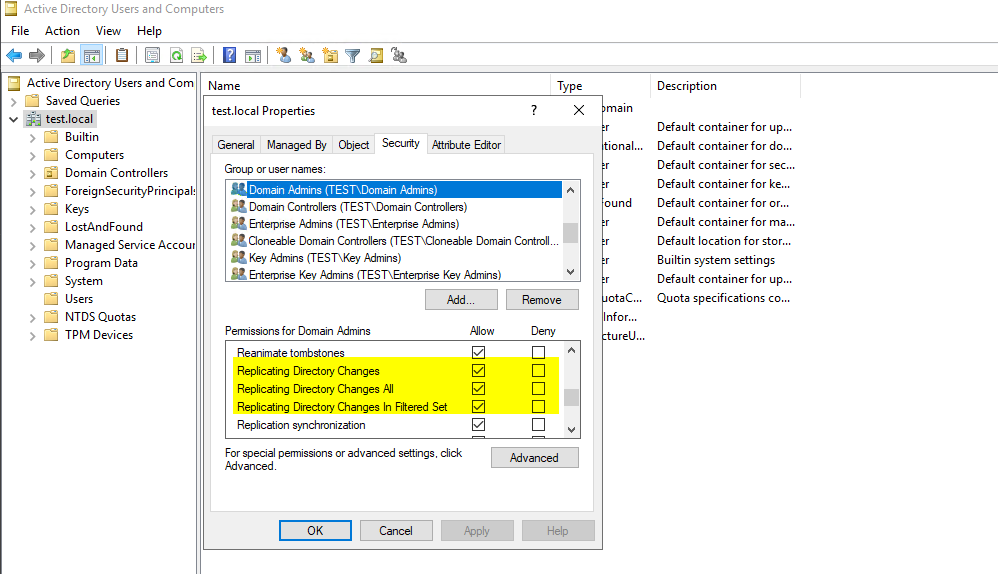 Active Directory Users and Computers
File Action View Help
Active Directory Users and Com
Saved Queries
test.local
Builtin
Computers
Domain Controllers
ForeignSecurityPrincipals
Keys
LostAndFound
Managed Service Accour
Program Data
System
Users
NTDS Quotas
TPM Devices
Name Type Description
omain
er Default container for up...
ational... Default container for do...
er Default container for sec...
er Default container for ke...
Found Default container for or...
er Default container for ma...
er Default location for stor...
er Builtin system settings
er Default container for up...
uotaC... Quota specifications co...
Infor...
ctureU...
test.local Properties ? ×
General Managed By Object Security Attribute Editor
Group or user names:
Domain Admins (TEST\Domain Admins)
Domain Controllers (TEST\Domain Controllers)
Enterprise Admins (TEST\Enterprise Admins)
Cloneable Domain Controllers (TEST\Cloneable Domain Controll...
Key Admins (TEST\Key Admins)
Enterprise Key Admins (TEST\Enterprise Key Admins)
Add... Remove
Permissions for Domain Admins Allow Deny
Reanimate tombstones
Replicating Directory Changes
Replicating Directory Changes All
Replicating Directory Changes In Filtered Set
Replication synchronization
For special permissions or advanced settings, click
Advanced.
Advanced
OK Cancel Apply Help